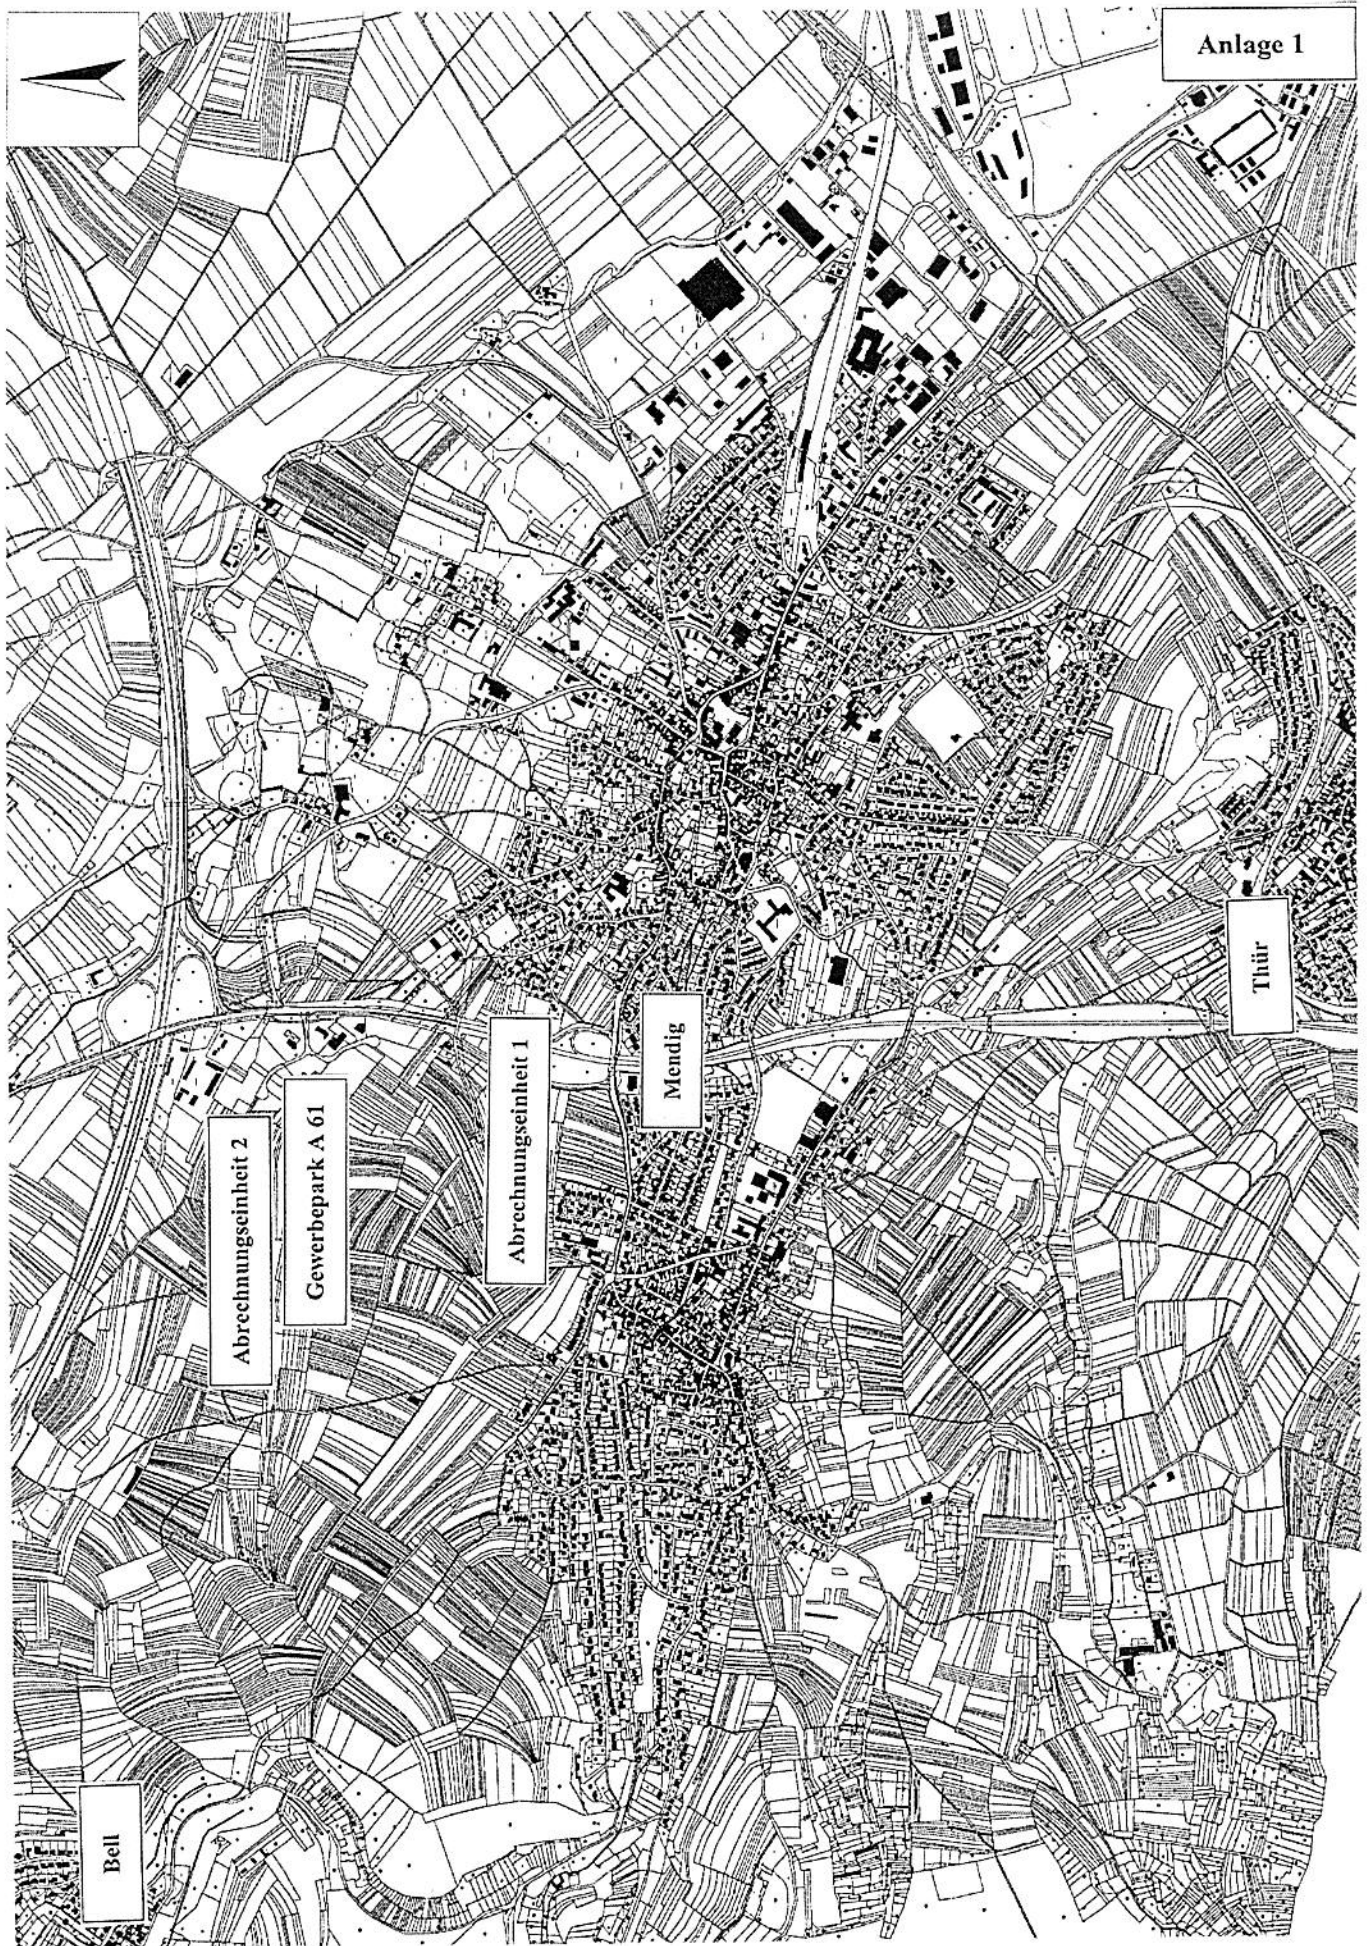 Anlage 1
Abrechnungseinheit 2
Gewerbepark A 61
Abrechnungseinheit 1
Mendig
Thür
Bell